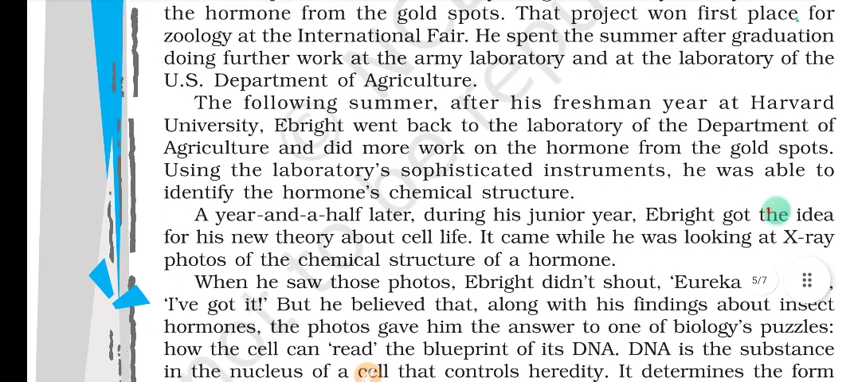 the hormone from the gold spots. That project won first place for
zoology at the International Fair. He spent the summer after graduation
doing further work at the army laboratory and at the laboratory of the
U.S. Department of Agriculture.
The following summer, after his freshman year at Harvard
University, Ebright went back to the laboratory of the Department of
Agriculture and did more work on the hormone from the gold spots.
Using the laboratory's sophisticated instruments, he was able to
identify the hormone's chemical structure.
A year-and-a-half later, during his junior year, Ebright got the idea
for his new theory about cell life. It came while he was looking at X-ray
photos of the chemical structure of a hormone.
When he saw those photos, Ebright didn't shout, 'Eureka 5/7 ,
'I've got it!' But he believed that, along with his findings about insect
hormones, the photos gave him the answer to one of biology's puzzles:
how the cell can 'read' the blueprint of its DNA. DNA is the substance
in the nucleus of a cell that controls heredity. It determines the form
© NC
not to be repu